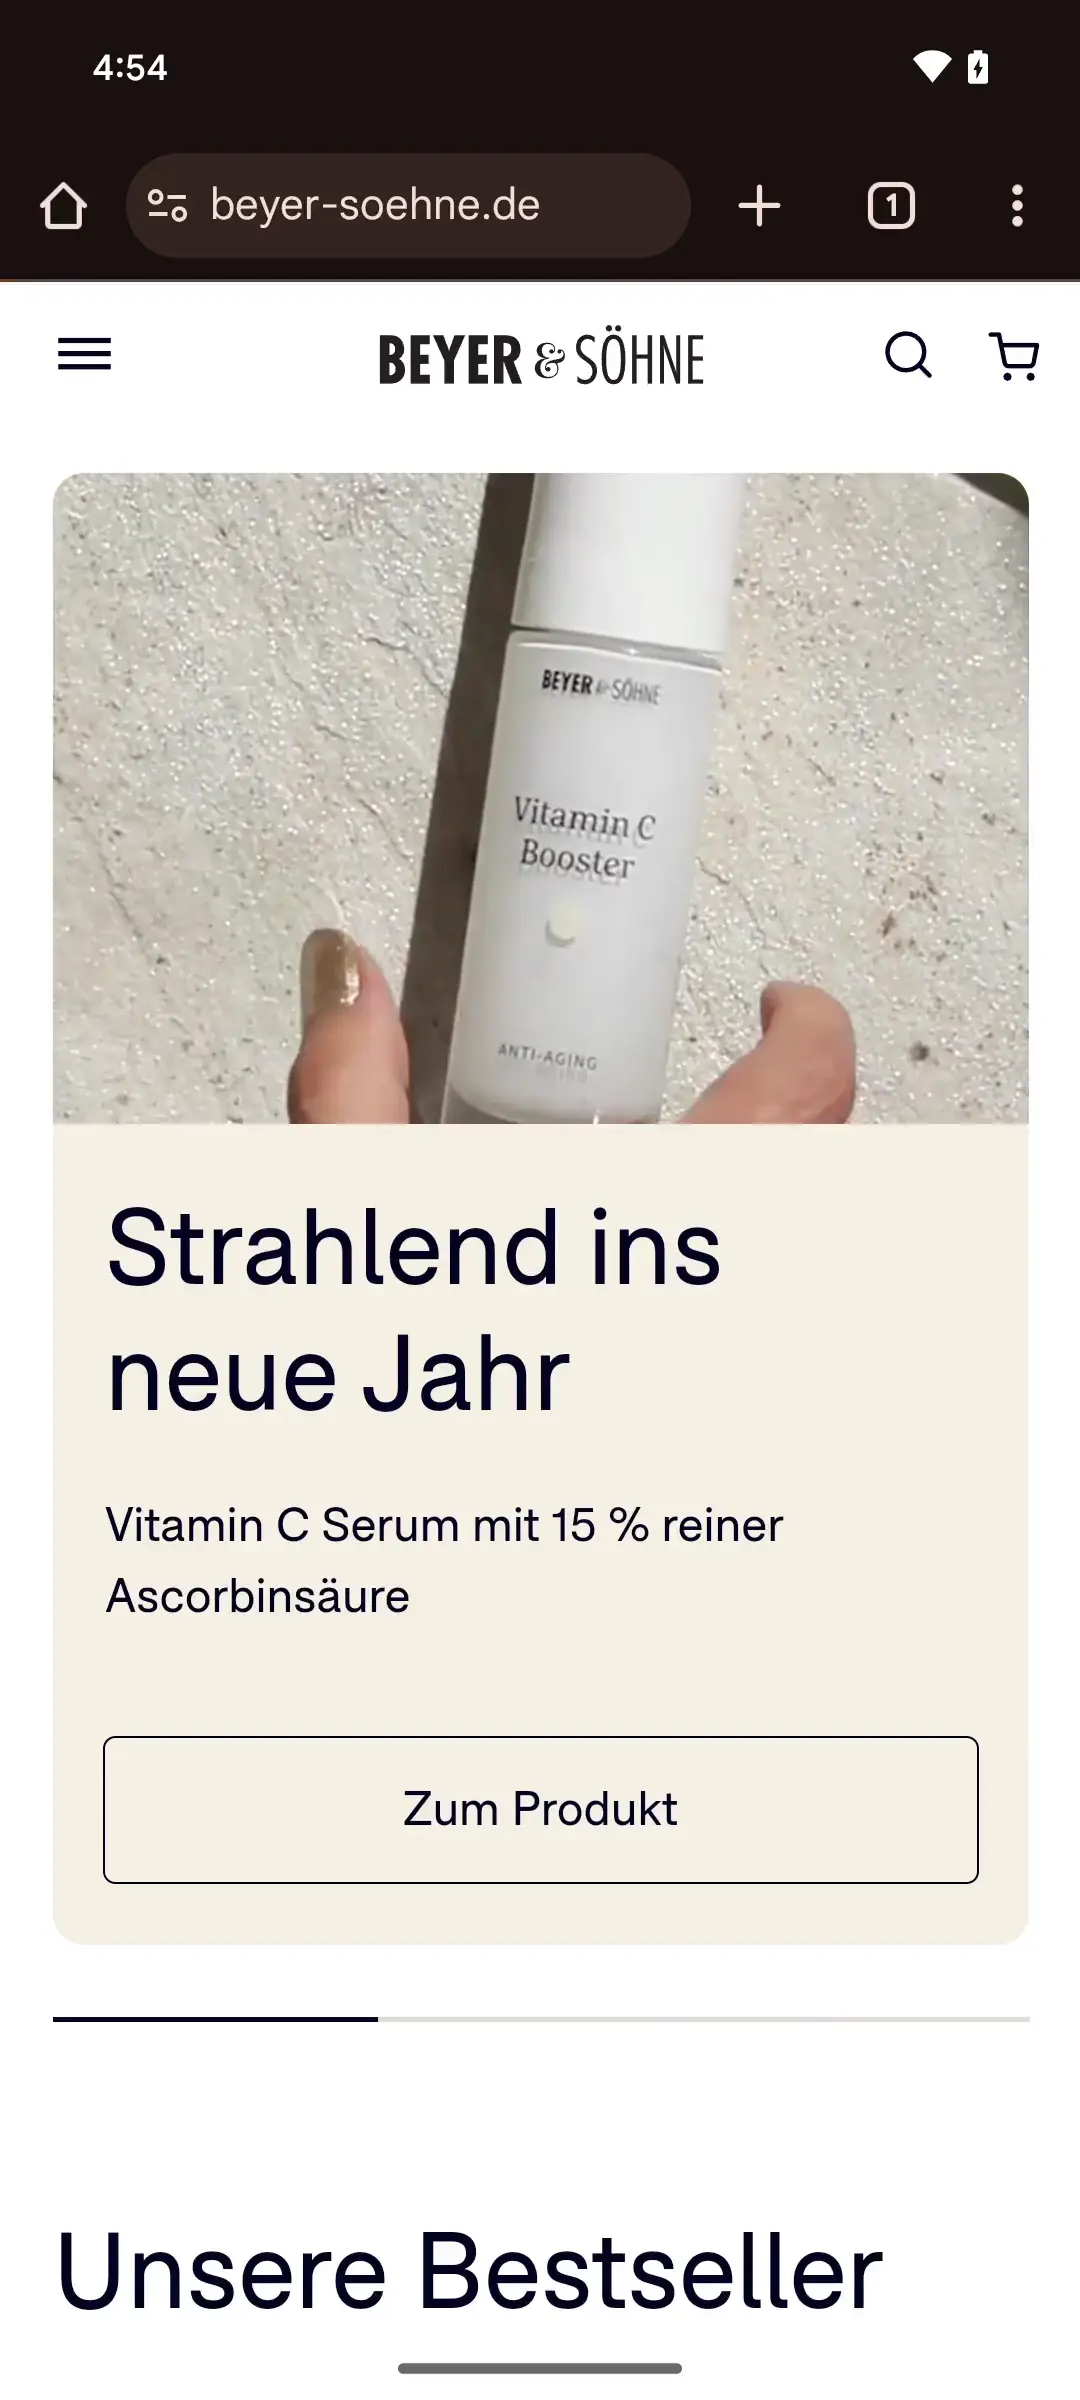 4:54
beyer-soehne.de
1
BEYER & SÖHNE
BEYER & SÖHNE
Vitamin C
Booster
ANTI-AGING
Strahlend ins
neue Jahr
Vitamin C Serum mit 15 % reiner
Ascorbinsäure
Zum Produkt
Unsere Bestseller